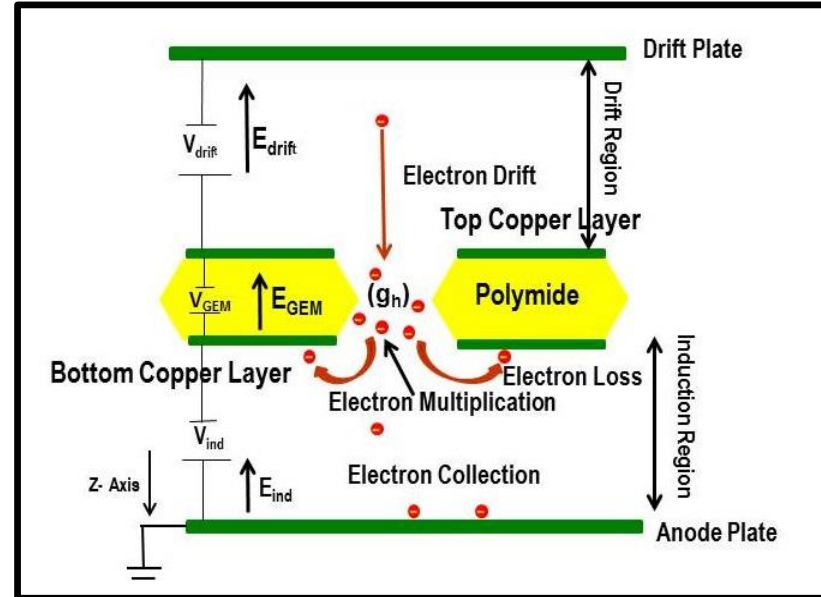 Drift Plate
V_drift
E_drift
Drift Region
Electron Drift
Top Copper Layer
V_GEM
E_GEM
(g_h)
Polymide
Bottom Copper Layer
Electron Loss
Electron Multiplication
Induction Region
V_ind
Z- Axis
E_ind
Electron Collection
Anode Plate